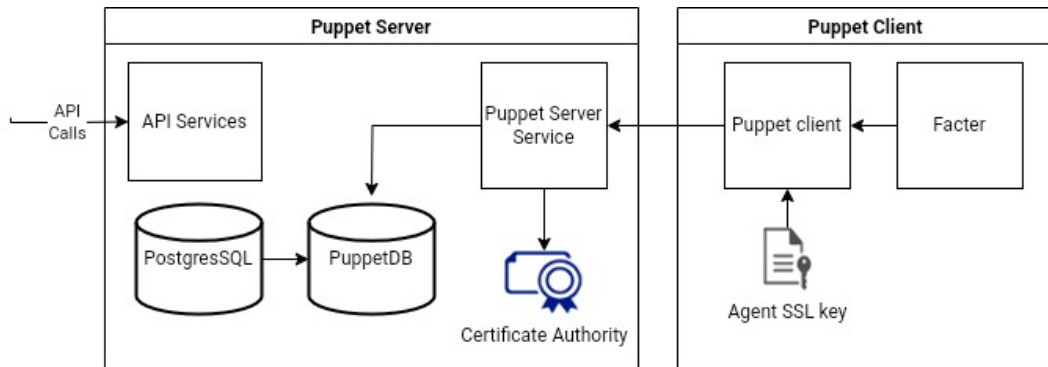 Puppet Server
Puppet Client
API
Calls
API Services
Puppet Server
Service
Puppet client
Facter
PostgresSQL
PuppetDB
Certificate Authority
Agent SSL key